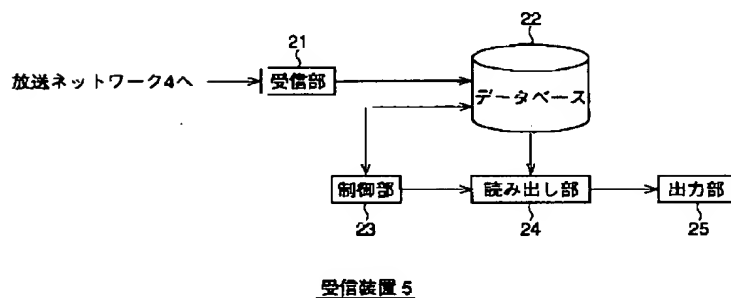 22
21
放送ネットワーク4へ
受信部
データベース
制御部
読み出し部
出力部
23
24
25
受信装置 5